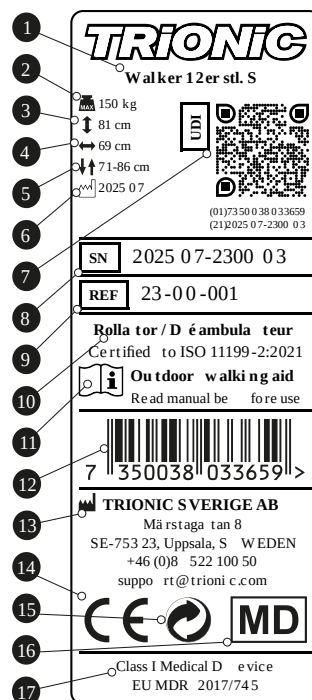 1
TRiONiC
Walker 12er stl. S
2
MAX 150 kg
3
81 cm
4
69 cm
5
71-86 cm
6
2025 07
UDI
(01)7350038033659
(21)202507-2300 03
7
8
SN 202507-2300 03
9
REF 23-00-001
10
Rollator/Déambulateur
Certified to ISO 11199-2:2021
11
Outdoor walking aid
Read manual before use
12
7 350038 033659 >
13
TRIONIC SVERIGE AB
Märstagatan 8
SE-753 23, Uppsala, SWEDEN
+46 (0)8 522 100 50
support@trionic.com
14
CE
15
MD
16
17
Class I Medical Device
EU MDR 2017/745